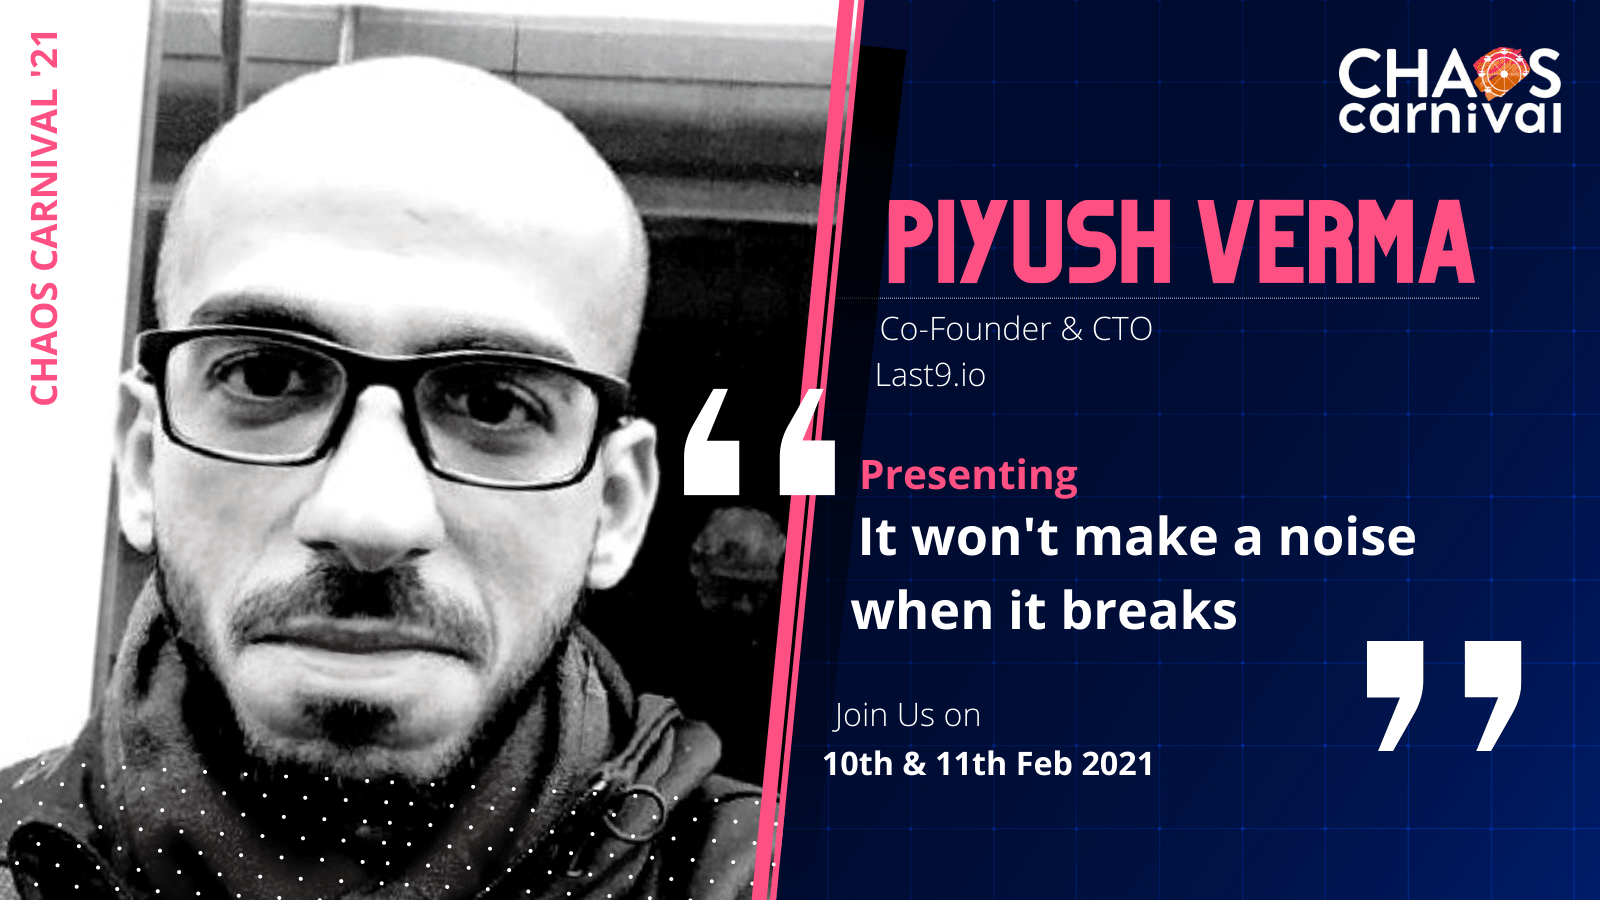 CHAOS CARNIVAL '21
CHAOS
carnival
PIYUSH VERMA
Co-Founder & CTO
Last9.io
“
Presenting
It won't make a noise
when it breaks
”
Join Us on
10th & 11th Feb 2021